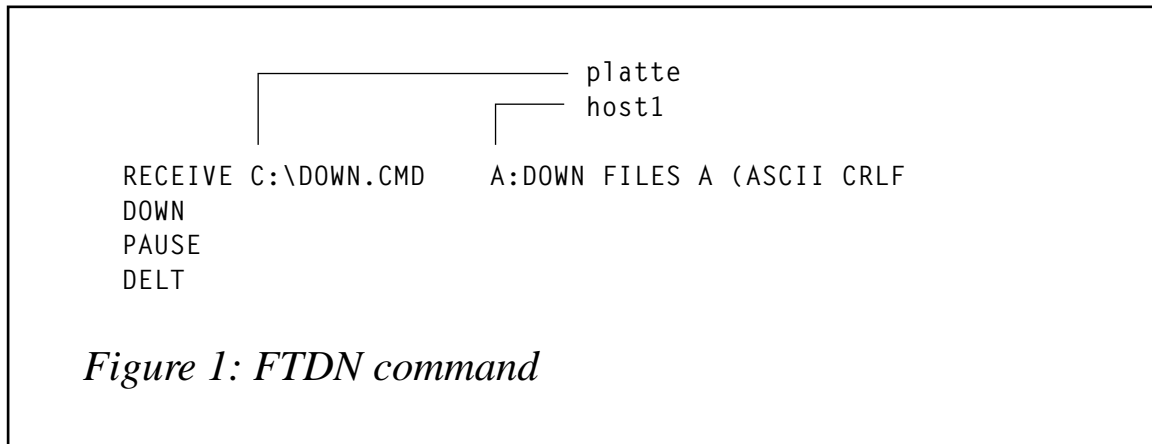 platte
host1
RECEIVE C:\DOWN.CMD A:DOWN FILES A (ASCII CRLF
DOWN
PAUSE
DELT
Figure 1: FTDN command